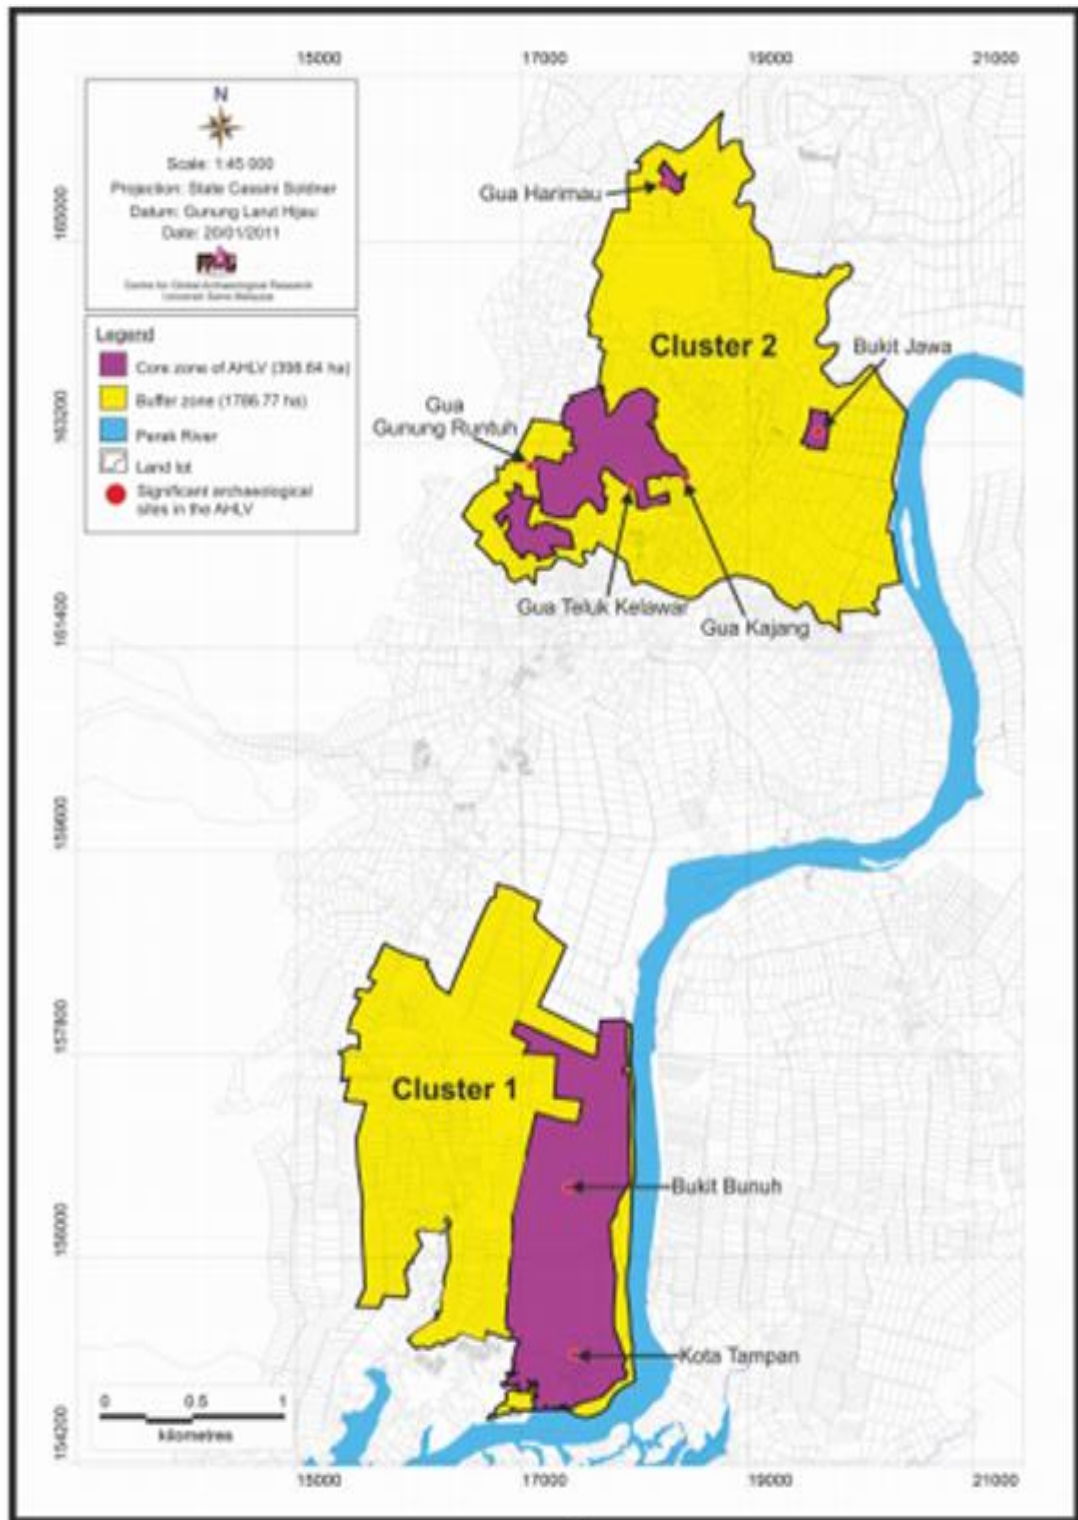 15000 17000 19000 21000
N
Scale: 1:45 000
Projection: State Cassini Soldner
Datum: Gunung Larut Hijau
Date: 20/01/2011
Centre for Global Archaeological Research
Universiti Sains Malaysia
Legend
Core zone of AHLV (398.64 ha)
Buffer zone (1786.77 ha)
Perak River
Land lot
Significant archaeological
sites in the AHLV
165000
163200
161400
159600
157800
156000
154200
Gua Harimau
Cluster 2
Bukit Jawa
Gua
Gunung Runtuh
Gua Teluk Kelawar
Gua Kajang
Cluster 1
Bukit Bunuh
Kota Tampan
0 0.5 1
kilometres
15000 17000 19000 21000